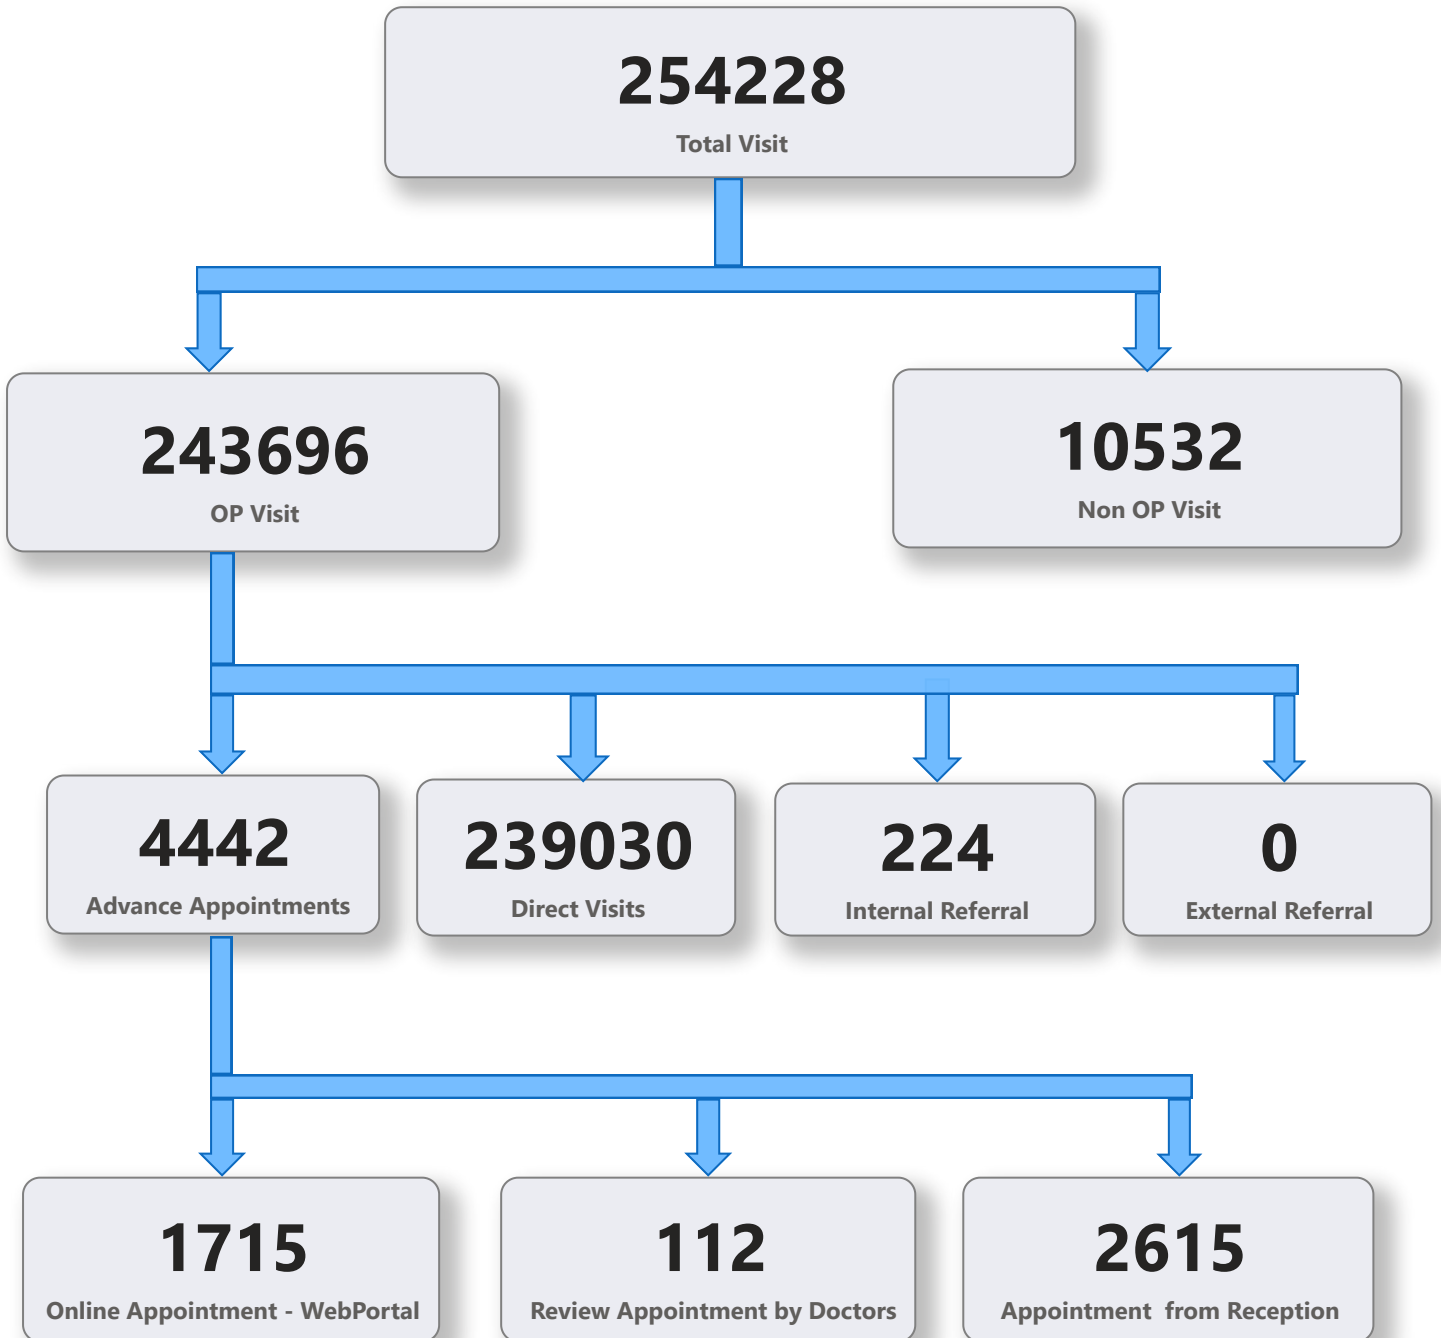 254228
Total Visit
243696
OP Visit
10532
Non OP Visit
4442
Advance Appointments
239030
Direct Visits
224
Internal Referral
0
External Referral
1715
Online Appointment - WebPortal
112
Review Appointment by Doctors
2615
Appointment  from Reception